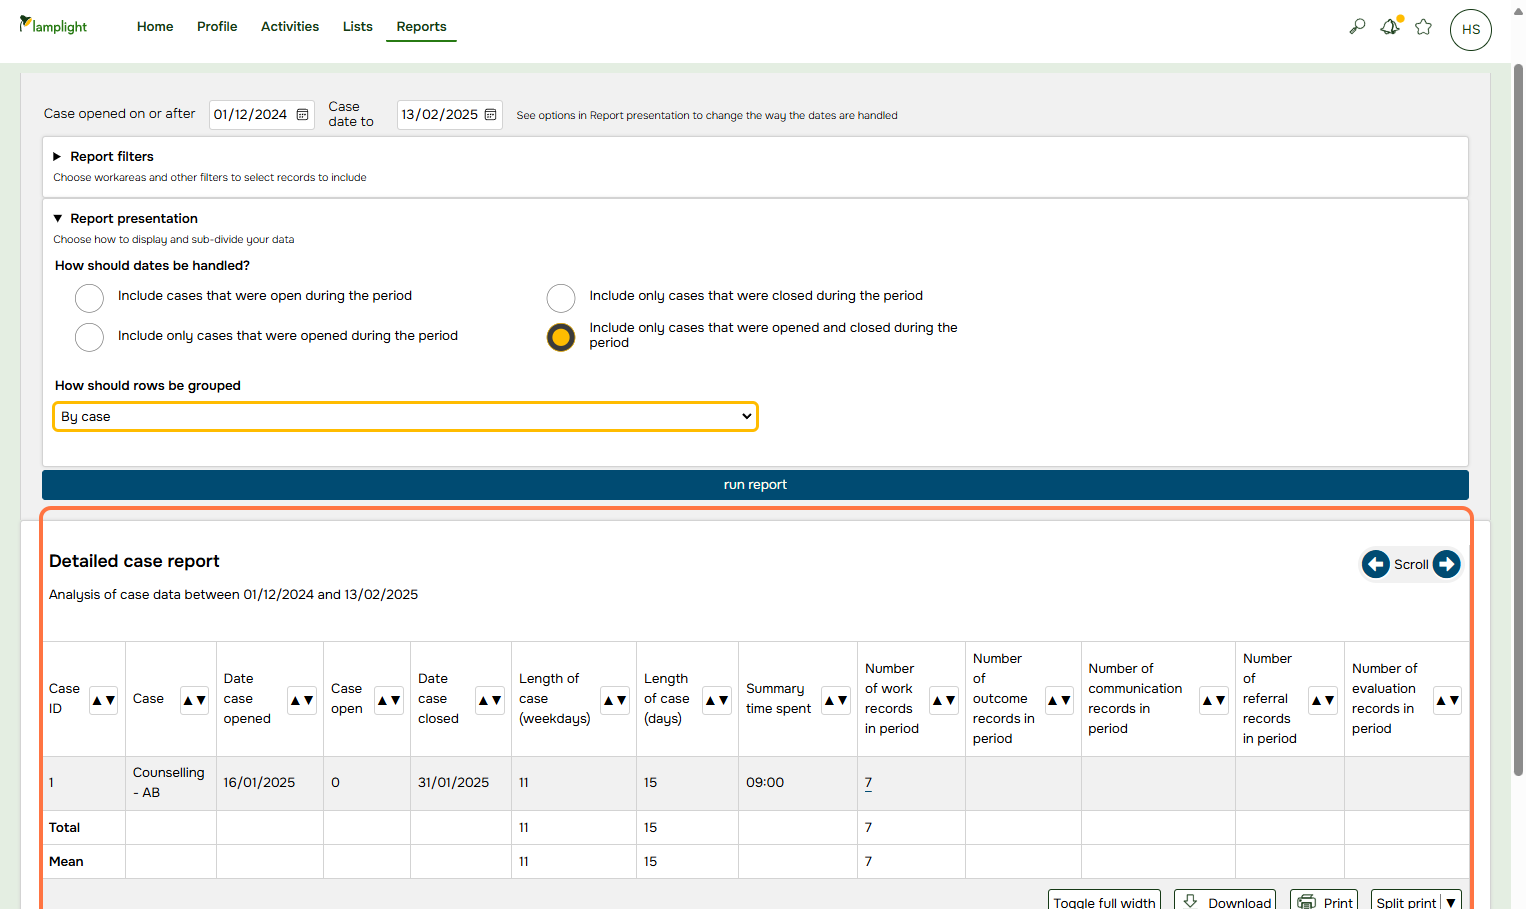 lamplight
Home Profile Activities Lists Reports
HS
Case opened on or after 01/12/2024 Case date to 13/02/2025 See options in Report presentation to change the way the dates are handled
▶ Report filters
Choose workareas and other filters to select records to include
▼ Report presentation
Choose how to display and sub-divide your data
How should dates be handled?
Include cases that were open during the period
Include only cases that were closed during the period
Include only cases that were opened during the period
Include only cases that were opened and closed during the
period
How should rows be grouped
By case
run report
Detailed case report
Scroll
Analysis of case data between 01/12/2024 and 13/02/2025
Case ID ▲▼ Case ▲▼ Date case opened ▲▼ Case open ▲▼ Date case closed ▲▼ Length of case (weekdays) ▲▼ Length of case (days) ▲▼ Summary time spent ▲▼ Number of work records in period ▲▼ Number of outcome records in period ▲▼ Number of communication records in period ▲▼ Number of referral records in period ▲▼ Number of evaluation records in period ▲▼
1 Counselling - AB 16/01/2025 0 31/01/2025 11 15 09:00 7
Total 11 15 7
Mean 11 15 7
Toggle full width Download Print Split print ▼